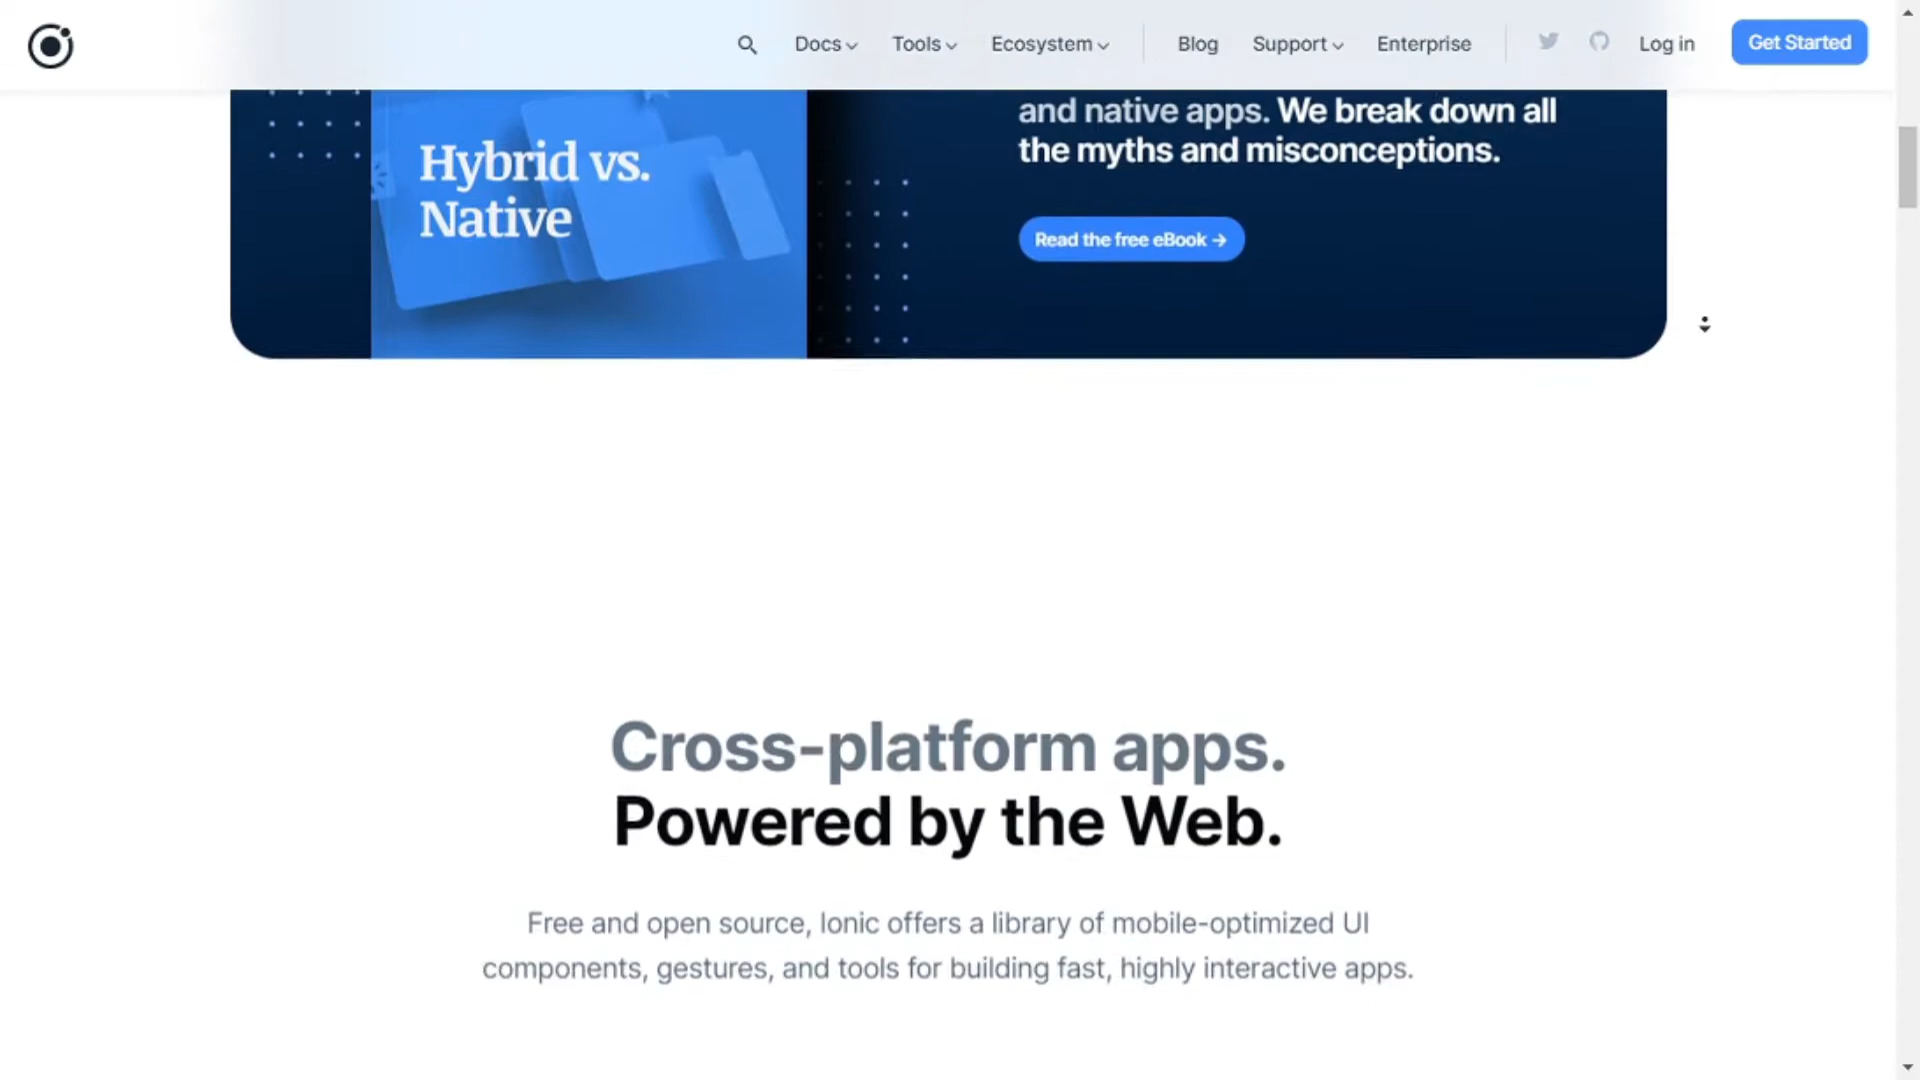 Docs Tools Ecosystem Blog Support Enterprise Log in Get Started
Hybrid vs.
Native
and native apps. We break down all
the myths and misconceptions.
Read the free eBook →
Cross-platform apps.
Powered by the Web.
Free and open source, Ionic offers a library of mobile-optimized UI
components, gestures, and tools for building fast, highly interactive apps.